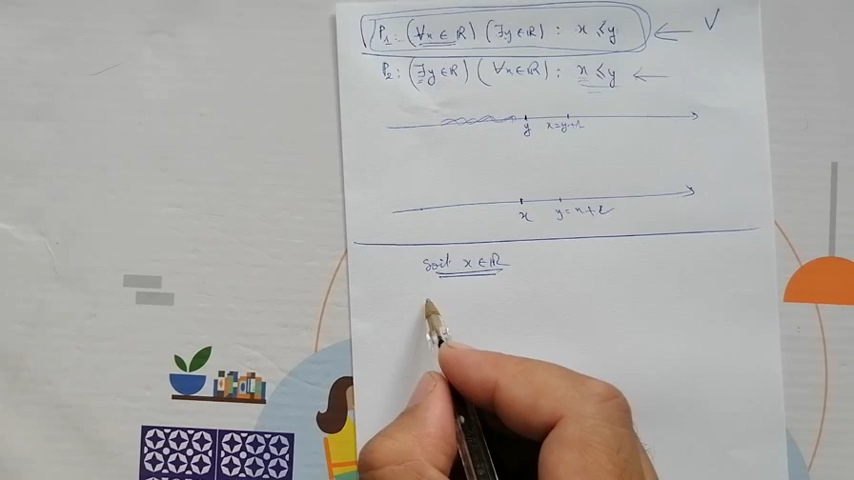 P₁: (∀x∈ℝ) (∃y∈ℝ) : x ≤ y V
P₂: (∃y∈ℝ) (∀x∈ℝ) : x ≤ y
y x=y+1
x y=x+1
Soit x∈ℝ